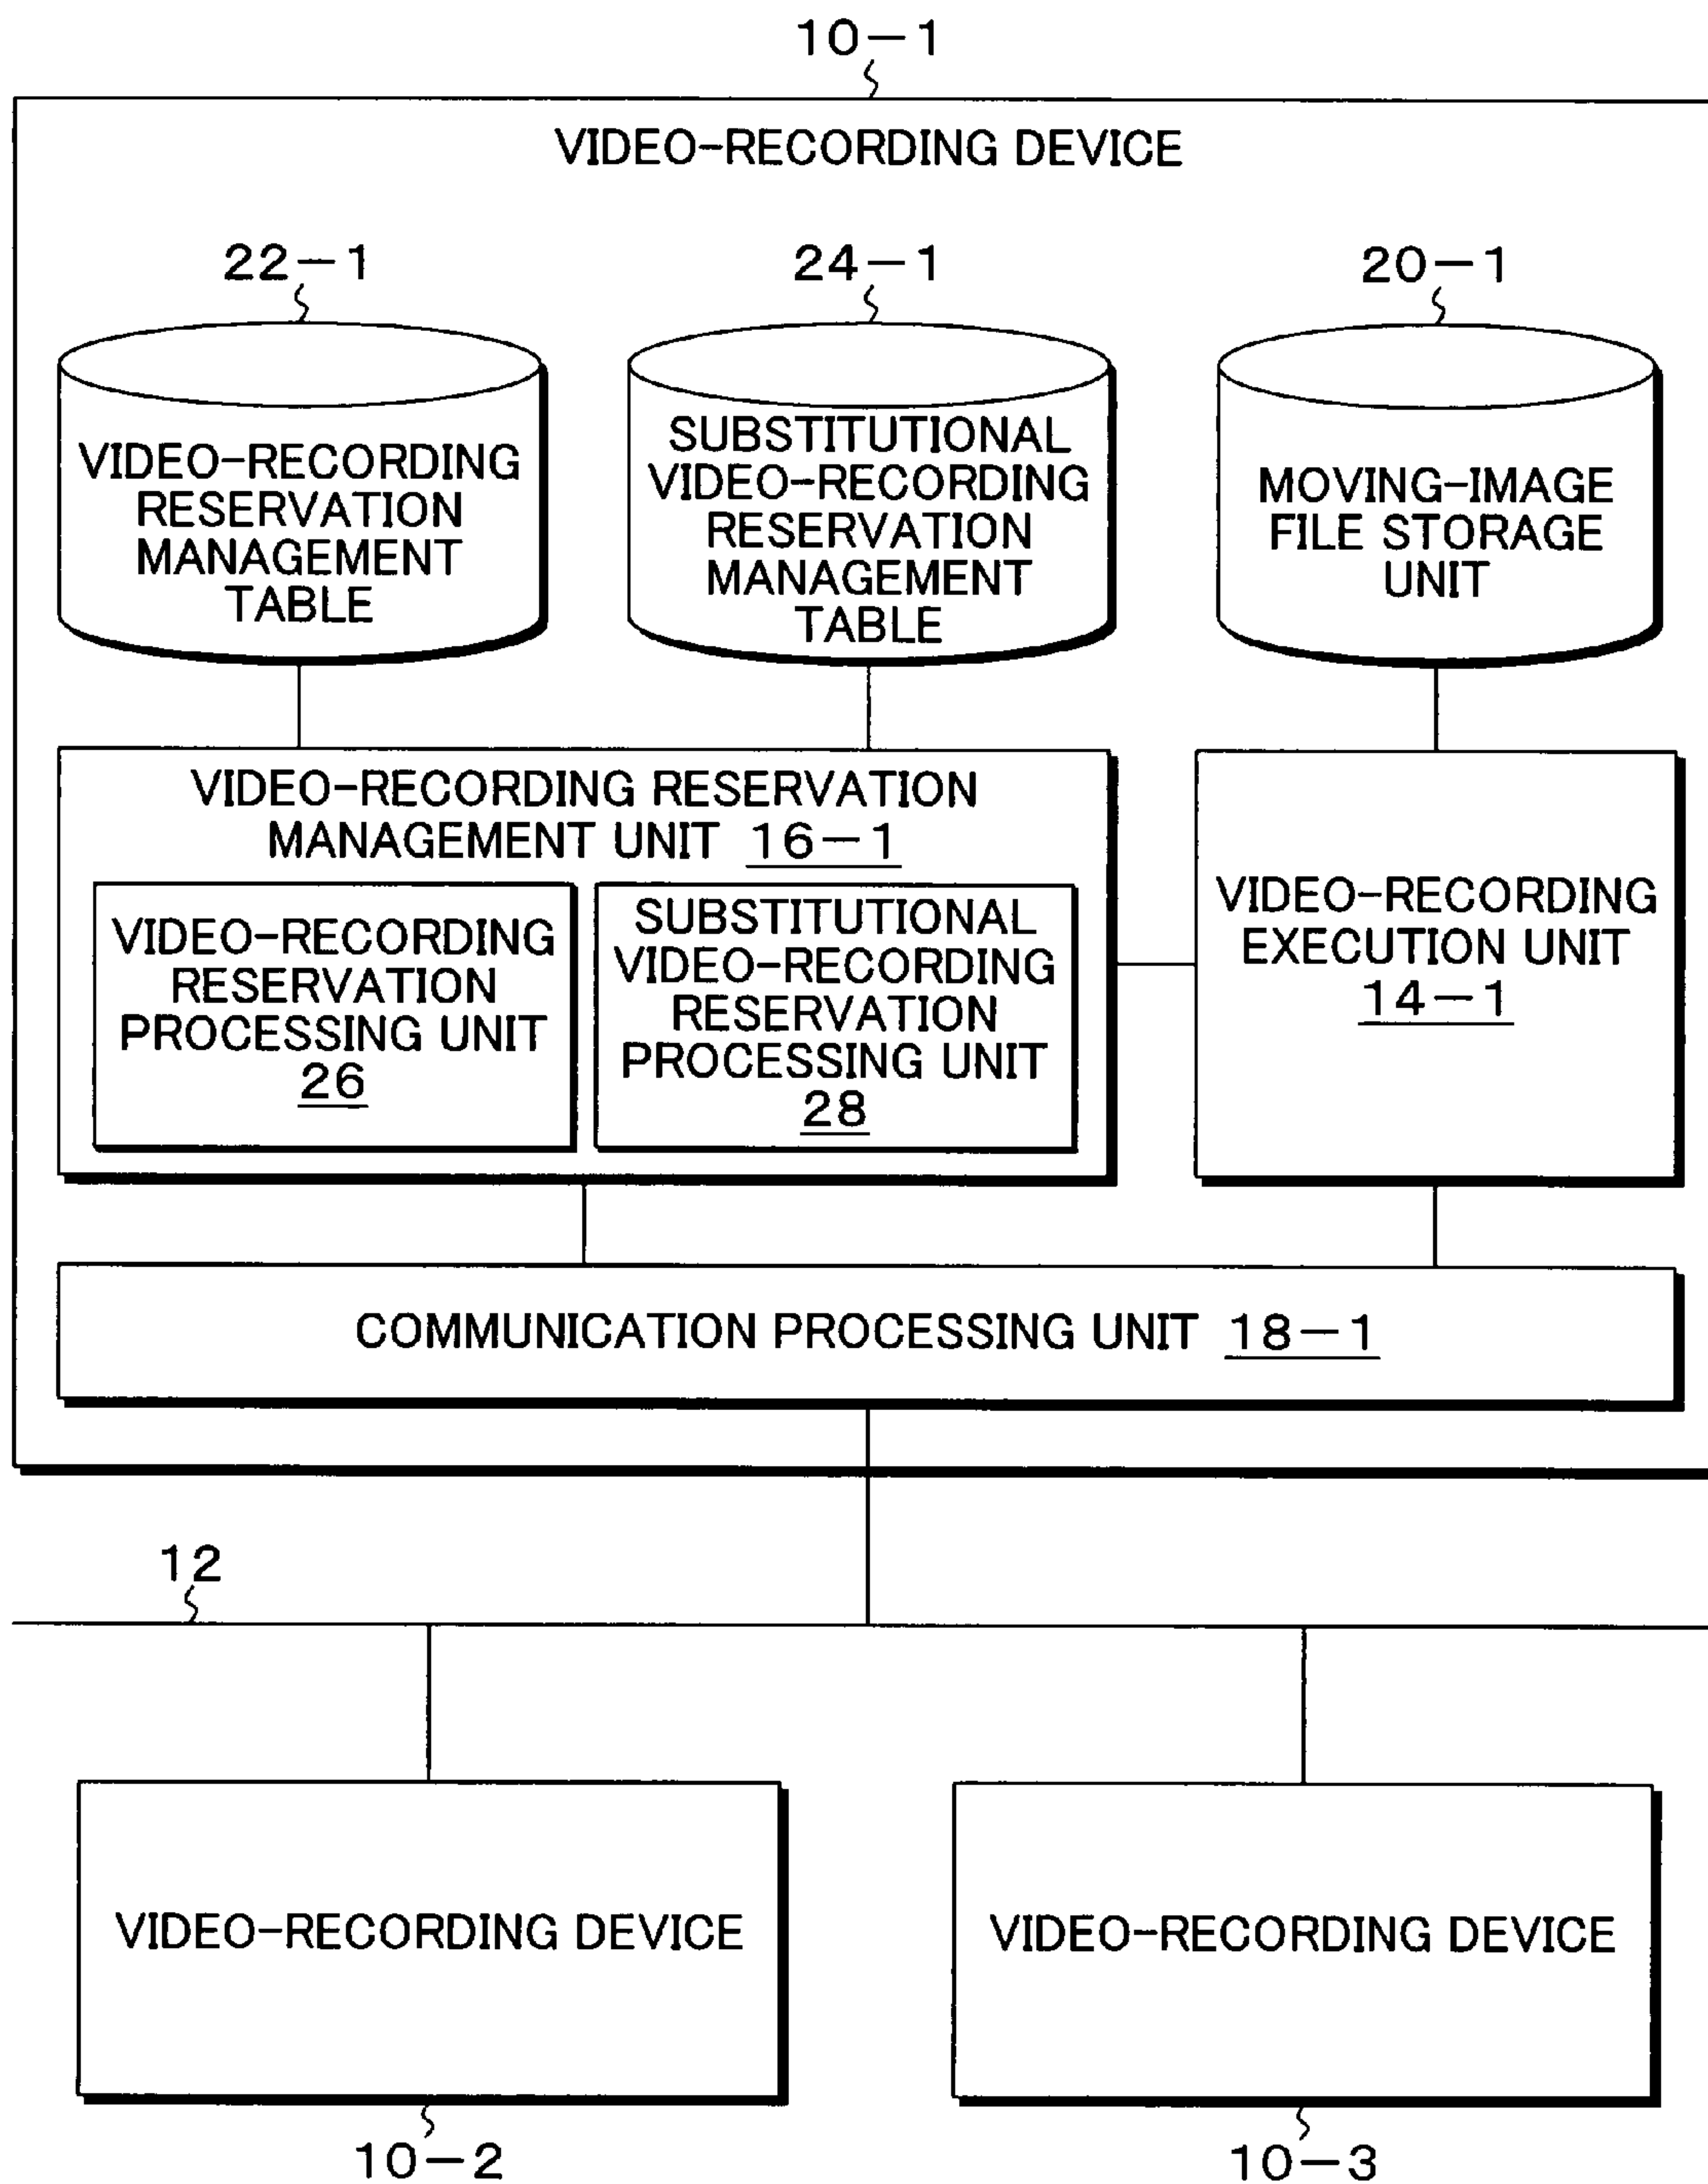 10-1
VIDEO-RECORDING DEVICE
22-1
24-1
20-1
VIDEO-RECORDING
RESERVATION
MANAGEMENT
TABLE
SUBSTITUTIONAL
VIDEO-RECORDING
RESERVATION
MANAGEMENT
TABLE
MOVING-IMAGE
FILE STORAGE
UNIT
VIDEO-RECORDING RESERVATION
MANAGEMENT UNIT 16-1
VIDEO-RECORDING
RESERVATION
PROCESSING UNIT
26
SUBSTITUTIONAL
VIDEO-RECORDING
RESERVATION
PROCESSING UNIT
28
VIDEO-RECORDING
EXECUTION UNIT
14-1
COMMUNICATION PROCESSING UNIT 18-1
12
VIDEO-RECORDING DEVICE
VIDEO-RECORDING DEVICE
10-2
10-3